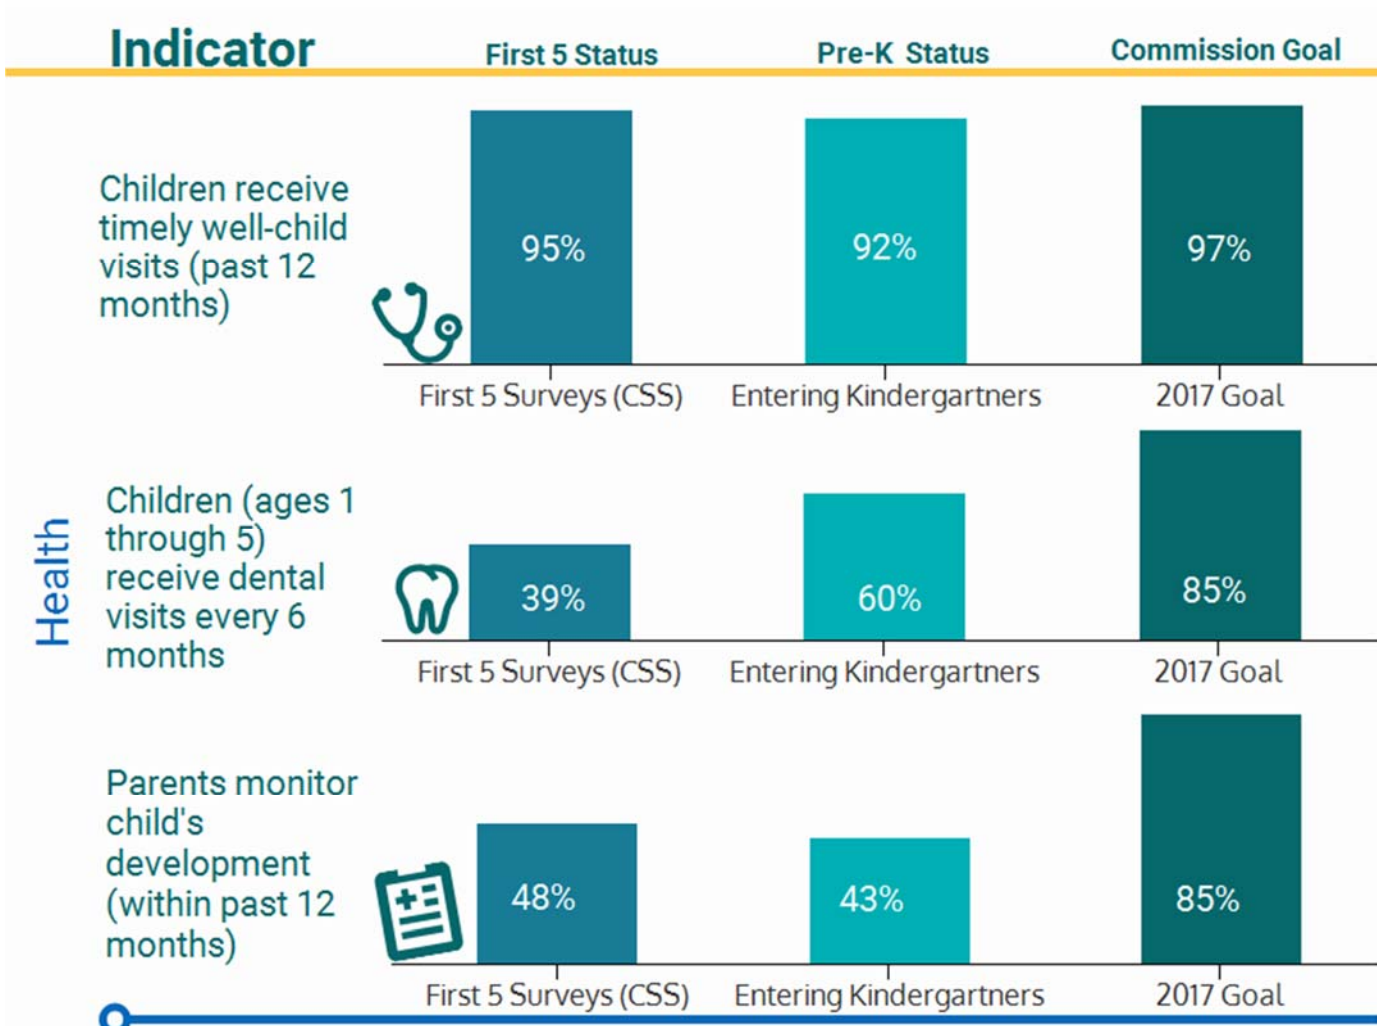 Indicator
First 5 Status
Pre-K Status
Commission Goal
Health
Children receive
timely well-child
visits (past 12
months)
95%
92%
97%
First 5 Surveys (CSS)
Entering Kindergartners
2017 Goal
Children (ages 1
through 5)
receive dental
visits every 6
months
39%
60%
85%
First 5 Surveys (CSS)
Entering Kindergartners
2017 Goal
Parents monitor
child's
development
(within past 12
months)
48%
43%
85%
First 5 Surveys (CSS)
Entering Kindergartners
2017 Goal